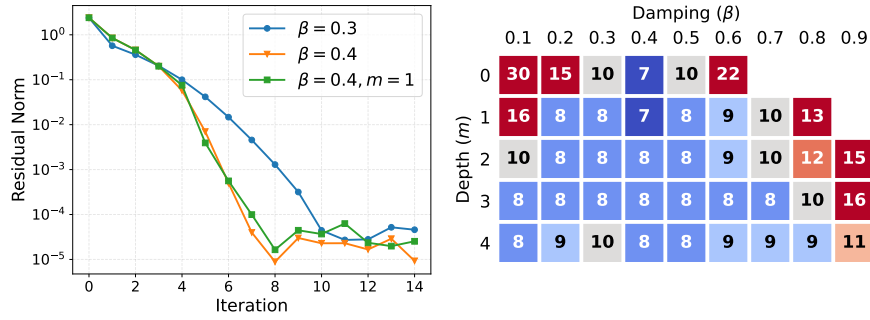 10^0
10^-1
10^-2
10^-3
10^-4
10^-5
Residual Norm
0 2 4 6 8 10 12 14
Iteration
β = 0.3
β = 0.4
β = 0.4, m = 1
Damping (β)
0.1 0.2 0.3 0.4 0.5 0.6 0.7 0.8 0.9
Depth (m)
0 30 15 10 7 10 22
1 16 8 8 7 8 9 10 13
2 10 8 8 8 8 9 10 12 15
3 8 8 8 8 8 8 8 10 16
4 8 9 10 8 8 9 9 9 11